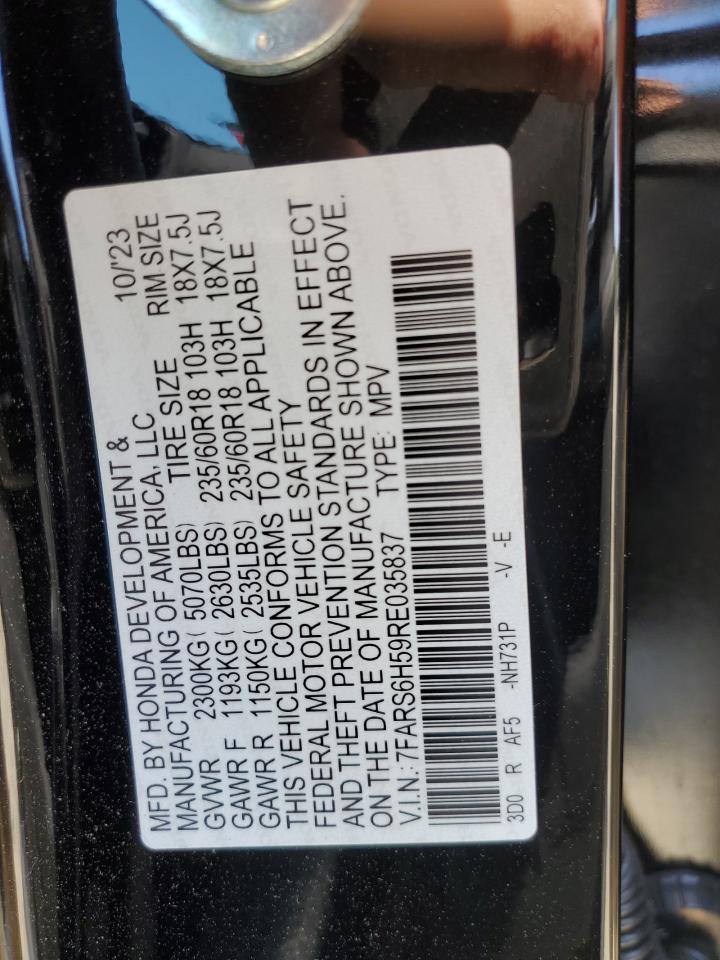 MFD. BY HONDA DEVELOPMENT & 10/'23
MANUFACTURING OF AMERICA, LLC
TIRE SIZE RIM SIZE
GVWR 2300KG( 5070LBS)
GAWR F 1193KG( 2630LBS) 235/60R18 103H 18X7.5J
GAWR R 1150KG( 2535LBS) 235/60R18 103H 18X7.5J
THIS VEHICLE CONFORMS TO ALL APPLICABLE
FEDERAL MOTOR VEHICLE SAFETY
AND THEFT PREVENTION STANDARDS IN EFFECT
ON THE DATE OF MANUFACTURE SHOWN ABOVE.
V.I.N.: 7FARS6H59RE035837 TYPE: MPV
3D0 R AF5 -NH731P -V -E